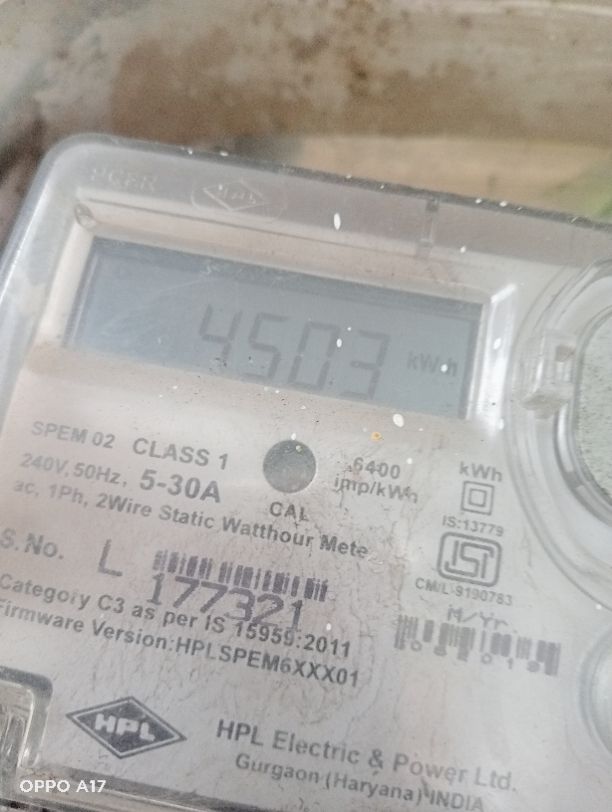 HPL
4503 kWh
SPEM 02 CLASS 1
240V, 50Hz, 5-30A
ac, 1Ph, 2Wire Static Watthour Mete
CAL
6400
imp/kWh
kWh
IS:13779
CM/L-9190783
S. No. L
177321
M/Yr.
Category C3 as per IS 15959:2011
Firmware Version:HPLSPEM6XXX01
HPL
HPL Electric & Power Ltd.
Gurgaon (Haryana) INDIA
OPPO A17